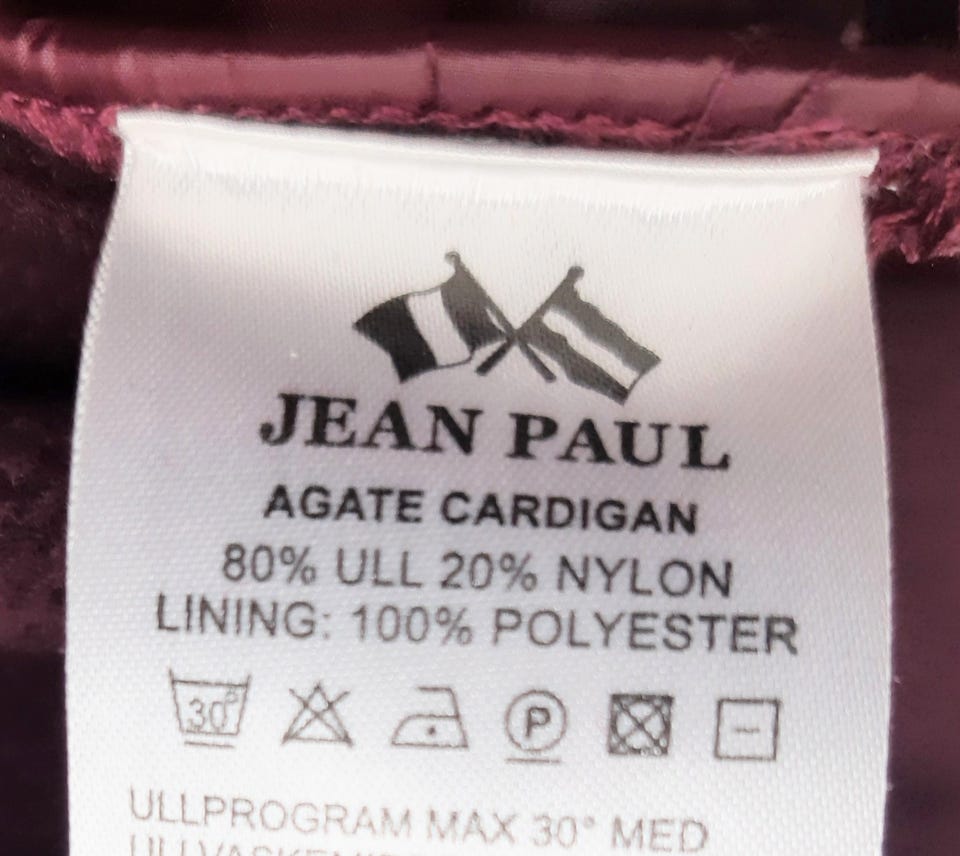 JEAN PAUL
AGATE CARDIGAN
80% ULL 20% NYLON
LINING: 100% POLYESTER
30° P
ULLPROGRAM MAX 30° MED